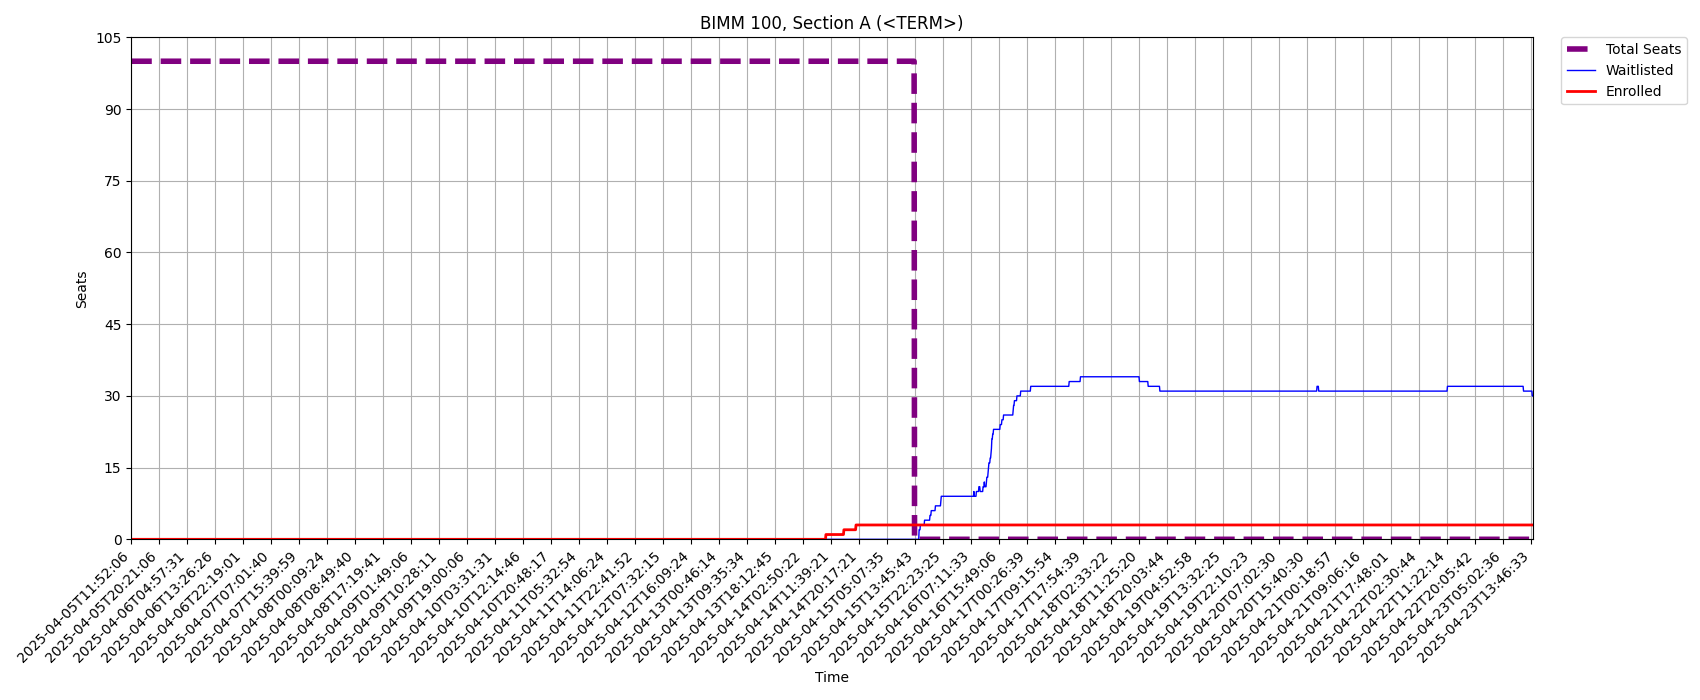 BIMM 100, Section A (<TERM>)
Total Seats
Waitlisted
Enrolled
Seats
105
90
75
60
45
30
15
0
2025-04-05T11:52:06
2025-04-05T20:21:06
2025-04-06T04:57:31
2025-04-06T13:26:26
2025-04-06T22:19:01
2025-04-07T07:01:40
2025-04-07T15:39:59
2025-04-08T00:09:24
2025-04-08T08:49:40
2025-04-08T17:19:41
2025-04-09T01:49:06
2025-04-09T10:28:11
2025-04-09T19:00:06
2025-04-10T03:31:31
2025-04-10T12:14:46
2025-04-10T20:48:17
2025-04-11T05:32:54
2025-04-11T14:06:24
2025-04-11T22:41:52
2025-04-12T07:32:15
2025-04-12T16:09:24
2025-04-13T00:46:14
2025-04-13T09:35:34
2025-04-13T18:12:45
2025-04-14T02:50:22
2025-04-14T11:39:21
2025-04-14T20:17:21
2025-04-15T05:07:35
2025-04-15T13:45:43
2025-04-15T22:23:25
2025-04-16T07:11:33
2025-04-16T15:49:06
2025-04-17T00:26:39
2025-04-17T09:15:54
2025-04-17T17:54:39
2025-04-18T02:33:22
2025-04-18T11:25:20
2025-04-18T20:03:44
2025-04-19T04:52:58
2025-04-19T13:32:25
2025-04-19T22:10:23
2025-04-20T07:02:30
2025-04-20T15:40:30
2025-04-21T00:18:57
2025-04-21T09:06:16
2025-04-21T17:48:01
2025-04-22T02:30:44
2025-04-22T11:22:14
2025-04-22T20:05:42
2025-04-23T05:02:36
2025-04-23T13:46:33
Time